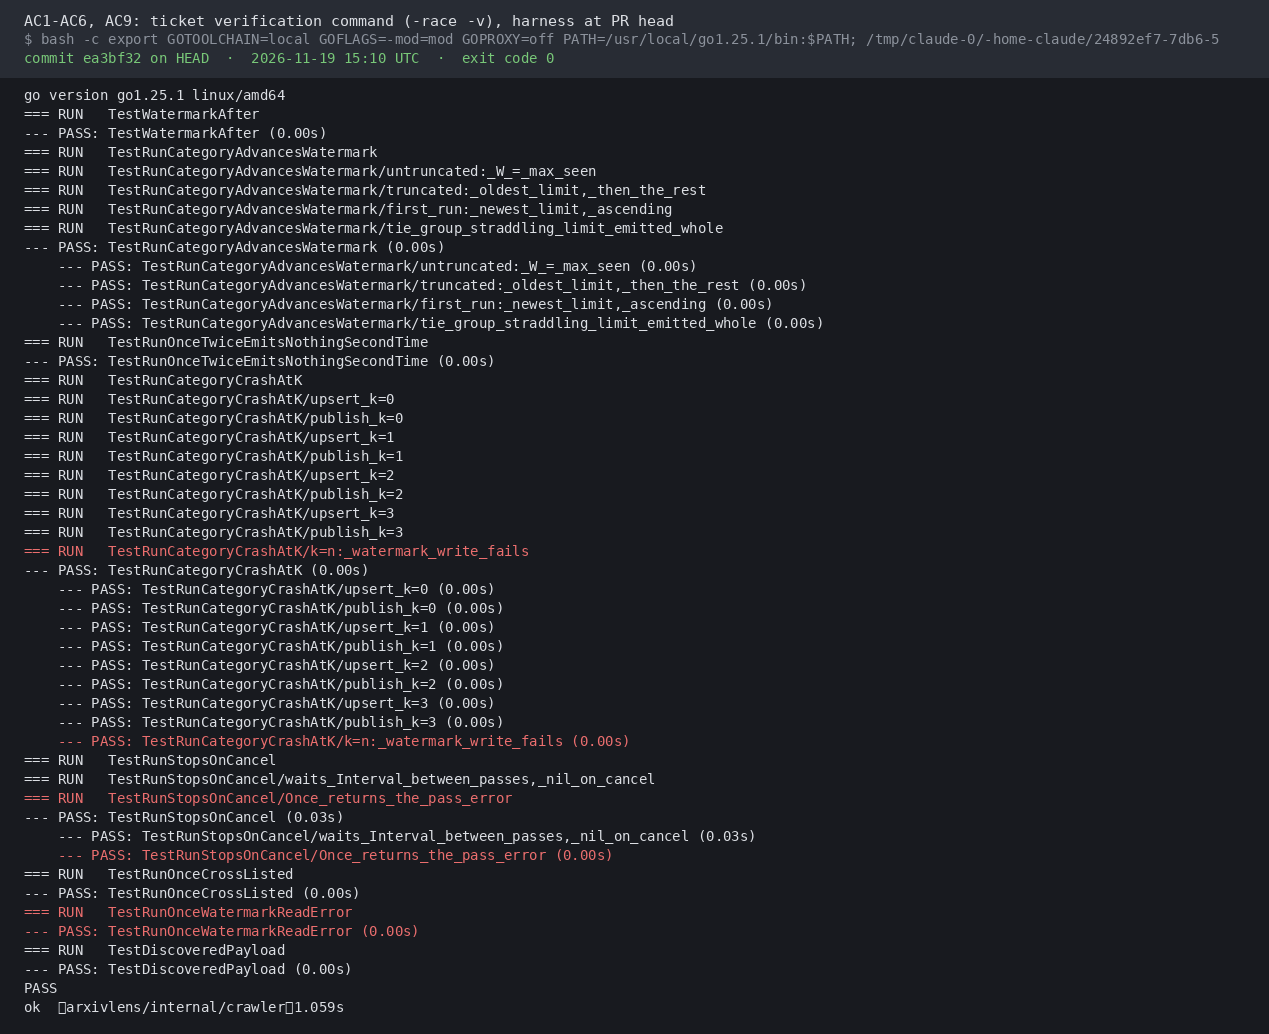 AC1-AC6, AC9: ticket verification command (-race -v), harness at PR head
$ bash -c export GOTOOLCHAIN=local GOFLAGS=-mod=mod GOPROXY=off PATH=/usr/local/go1.25.1/bin:$PATH; /tmp/claude-0/-home-claude/24892ef7-7db6-5
commit ea3bf32 on HEAD  ·  2026-11-19 15:10 UTC  ·  exit code 0
go version go1.25.1 linux/amd64
=== RUN   TestWatermarkAfter
--- PASS: TestWatermarkAfter (0.00s)
=== RUN   TestRunCategoryAdvancesWatermark
=== RUN   TestRunCategoryAdvancesWatermark/untruncated:_W_=_max_seen
=== RUN   TestRunCategoryAdvancesWatermark/truncated:_oldest_limit,_then_the_rest
=== RUN   TestRunCategoryAdvancesWatermark/first_run:_newest_limit,_ascending
=== RUN   TestRunCategoryAdvancesWatermark/tie_group_straddling_limit_emitted_whole
--- PASS: TestRunCategoryAdvancesWatermark (0.00s)
    --- PASS: TestRunCategoryAdvancesWatermark/untruncated:_W_=_max_seen (0.00s)
    --- PASS: TestRunCategoryAdvancesWatermark/truncated:_oldest_limit,_then_the_rest (0.00s)
    --- PASS: TestRunCategoryAdvancesWatermark/first_run:_newest_limit,_ascending (0.00s)
    --- PASS: TestRunCategoryAdvancesWatermark/tie_group_straddling_limit_emitted_whole (0.00s)
=== RUN   TestRunOnceTwiceEmitsNothingSecondTime
--- PASS: TestRunOnceTwiceEmitsNothingSecondTime (0.00s)
=== RUN   TestRunCategoryCrashAtK
=== RUN   TestRunCategoryCrashAtK/upsert_k=0
=== RUN   TestRunCategoryCrashAtK/publish_k=0
=== RUN   TestRunCategoryCrashAtK/upsert_k=1
=== RUN   TestRunCategoryCrashAtK/publish_k=1
=== RUN   TestRunCategoryCrashAtK/upsert_k=2
=== RUN   TestRunCategoryCrashAtK/publish_k=2
=== RUN   TestRunCategoryCrashAtK/upsert_k=3
=== RUN   TestRunCategoryCrashAtK/publish_k=3
=== RUN   TestRunCategoryCrashAtK/k=n:_watermark_write_fails
--- PASS: TestRunCategoryCrashAtK (0.00s)
    --- PASS: TestRunCategoryCrashAtK/upsert_k=0 (0.00s)
    --- PASS: TestRunCategoryCrashAtK/publish_k=0 (0.00s)
    --- PASS: TestRunCategoryCrashAtK/upsert_k=1 (0.00s)
    --- PASS: TestRunCategoryCrashAtK/publish_k=1 (0.00s)
    --- PASS: TestRunCategoryCrashAtK/upsert_k=2 (0.00s)
    --- PASS: TestRunCategoryCrashAtK/publish_k=2 (0.00s)
    --- PASS: TestRunCategoryCrashAtK/upsert_k=3 (0.00s)
    --- PASS: TestRunCategoryCrashAtK/publish_k=3 (0.00s)
    --- PASS: TestRunCategoryCrashAtK/k=n:_watermark_write_fails (0.00s)
=== RUN   TestRunStopsOnCancel
=== RUN   TestRunStopsOnCancel/waits_Interval_between_passes,_nil_on_cancel
=== RUN   TestRunStopsOnCancel/Once_returns_the_pass_error
--- PASS: TestRunStopsOnCancel (0.03s)
    --- PASS: TestRunStopsOnCancel/waits_Interval_between_passes,_nil_on_cancel (0.03s)
    --- PASS: TestRunStopsOnCancel/Once_returns_the_pass_error (0.00s)
=== RUN   TestRunOnceCrossListed
--- PASS: TestRunOnceCrossListed (0.00s)
=== RUN   TestRunOnceWatermarkReadError
--- PASS: TestRunOnceWatermarkReadError (0.00s)
=== RUN   TestDiscoveredPayload
--- PASS: TestDiscoveredPayload (0.00s)
PASS
ok  □arxivlens/internal/crawler□1.059s